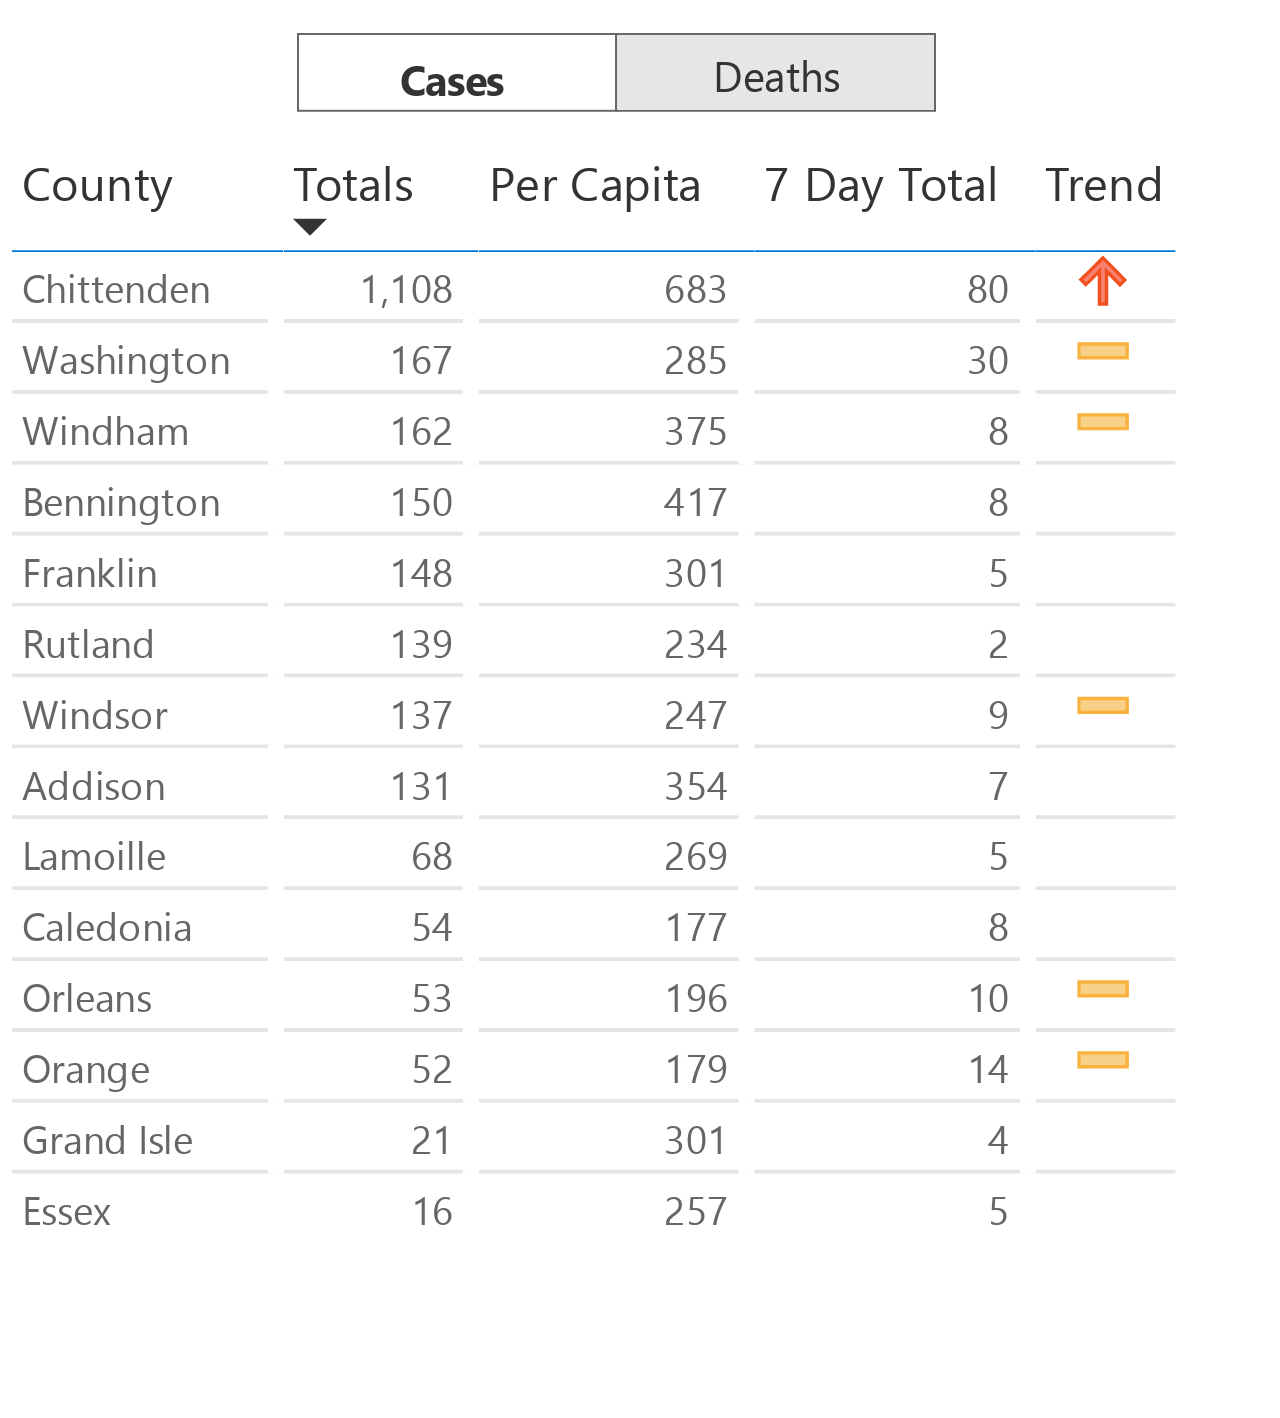 Cases Deaths
County Totals Per Capita 7 Day Total Trend
Chittenden 1,108 683 80
Washington 167 285 30
Windham 162 375 8
Bennington 150 417 8
Franklin 148 301 5
Rutland 139 234 2
Windsor 137 247 9
Addison 131 354 7
Lamoille 68 269 5
Caledonia 54 177 8
Orleans 53 196 10
Orange 52 179 14
Grand Isle 21 301 4
Essex 16 257 5